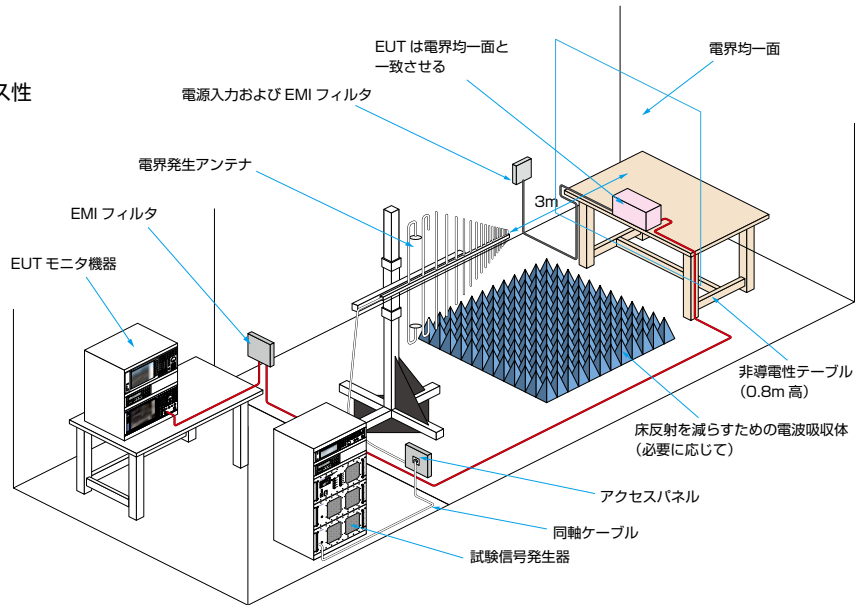 EUT は電界均一面と
一致させる
電界均一面
ス性
電源入力および EMI フィルタ
電界発生アンテナ
3m
EMI フィルタ
EUT モニタ機器
非導電性テーブル
(0.8m 高)
床反射を減らすための電波吸収体
(必要に応じて)
アクセスパネル
同軸ケーブル
試験信号発生器